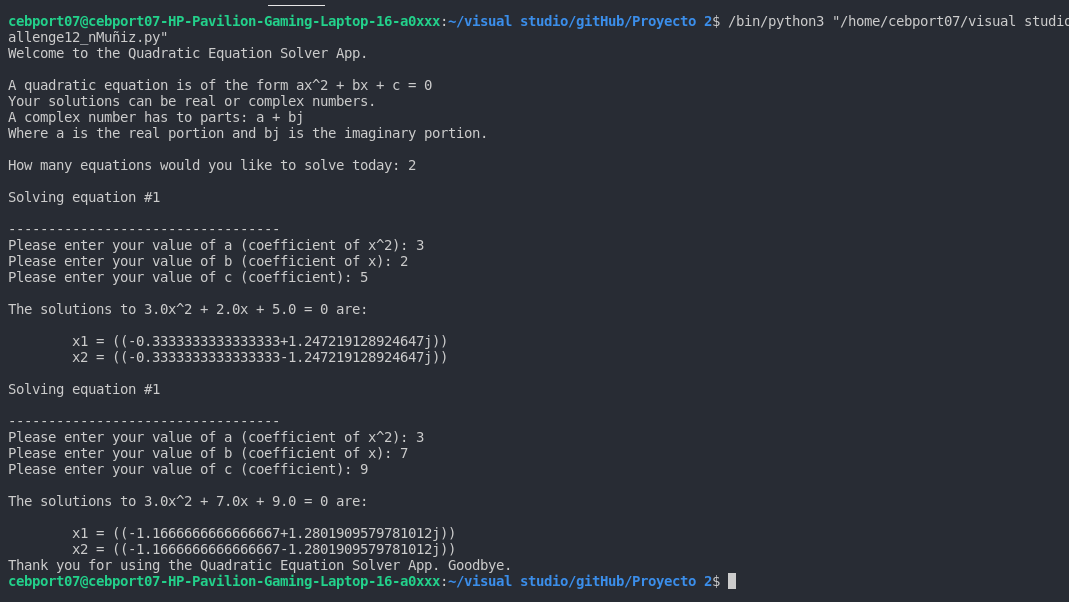 cebport07@cebport07-HP-Pavilion-Gaming-Laptop-16-a0xxx:~/visual studio/gitHub/Proyecto 2$ /bin/python3 "/home/cebport07/visual studio
allenge12_nMuñiz.py"
Welcome to the Quadratic Equation Solver App.
A quadratic equation is of the form ax^2 + bx + c = 0
Your solutions can be real or complex numbers.
A complex number has to parts: a + bj
Where a is the real portion and bj is the imaginary portion.
How many equations would you like to solve today: 2
Solving equation #1
----------------------------------
Please enter your value of a (coefficient of x^2): 3
Please enter your value of b (coefficient of x): 2
Please enter your value of c (coefficient): 5
The solutions to 3.0x^2 + 2.0x + 5.0 = 0 are:
x1 = ((-0.3333333333333333+1.247219128924647j))
x2 = ((-0.3333333333333333-1.247219128924647j))
Solving equation #1
----------------------------------
Please enter your value of a (coefficient of x^2): 3
Please enter your value of b (coefficient of x): 7
Please enter your value of c (coefficient): 9
The solutions to 3.0x^2 + 7.0x + 9.0 = 0 are:
x1 = ((-1.1666666666666667+1.2801909579781012j))
x2 = ((-1.1666666666666667-1.2801909579781012j))
Thank you for using the Quadratic Equation Solver App. Goodbye.
cebport07@cebport07-HP-Pavilion-Gaming-Laptop-16-a0xxx:~/visual studio/gitHub/Proyecto 2$